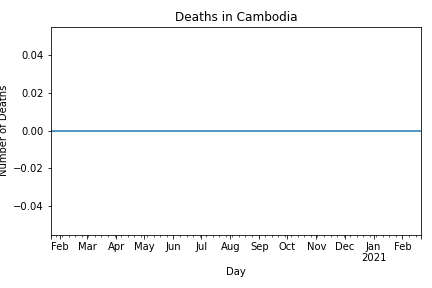 Deaths in Cambodia
0.04
0.02
0.00
−0.02
−0.04
Number of Deaths
Feb Mar Apr May Jun Jul Aug Sep Oct Nov Dec Jan Feb
2021
Day